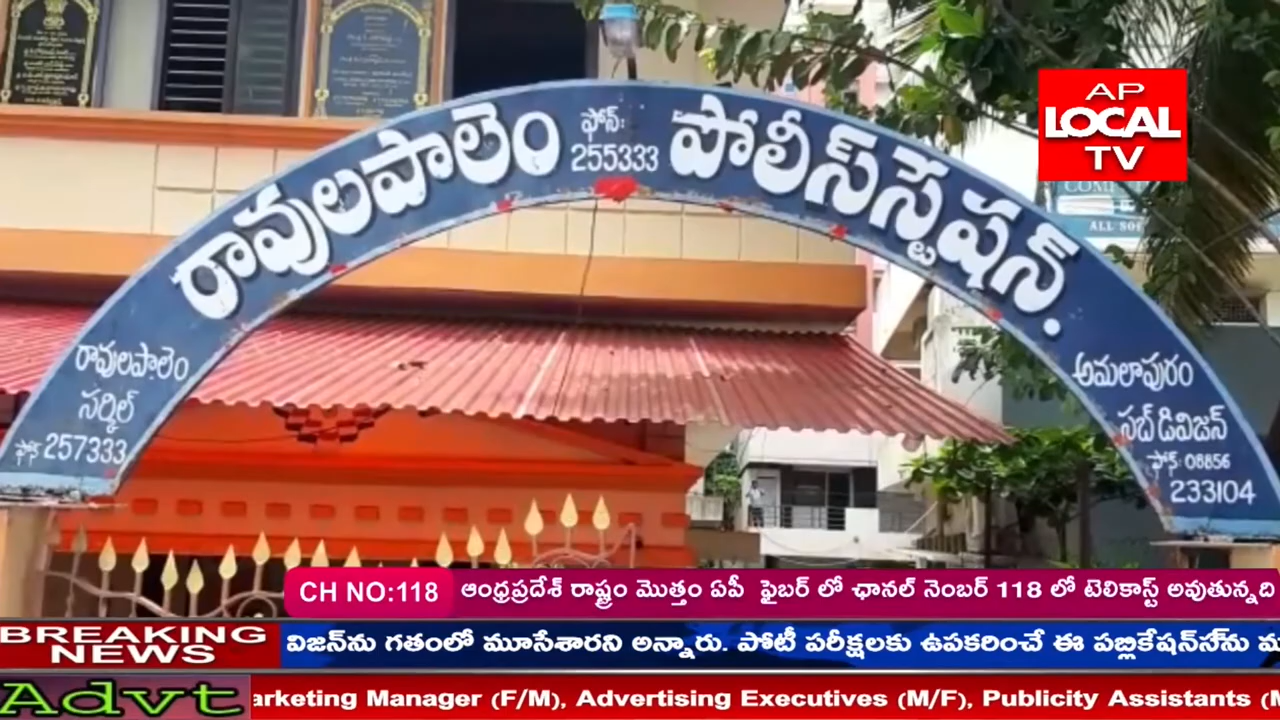 రావులపాలెం ఫోన్: 255333 పోలీస్‌స్టేషన్.
రావులపాలెం
సర్కిల్
ఫోన్ 257333
అమలాపురం
సబ్ డివిజన్
ఫోన్: 08856
233104
AP
LOCAL
TV
ALL
CH NO:118 ఆంధ్రప్రదేశ్ రాష్ట్రం మొత్తం ఏపీ ఫైబర్ లో ఛానల్ నెంబర్ 118 లో టెలికాస్ట్ అవుతున్నది
BREAKING
NEWS
విజన్‌ను గతంలో మూసేశారని అన్నారు. పోటీ పరీక్షలకు ఉపకరించే ఈ పబ్లికేషన్స్‌ను మ
Advt
arketing Manager (F/M), Advertising Executives (M/F), Publicity Assistants (M